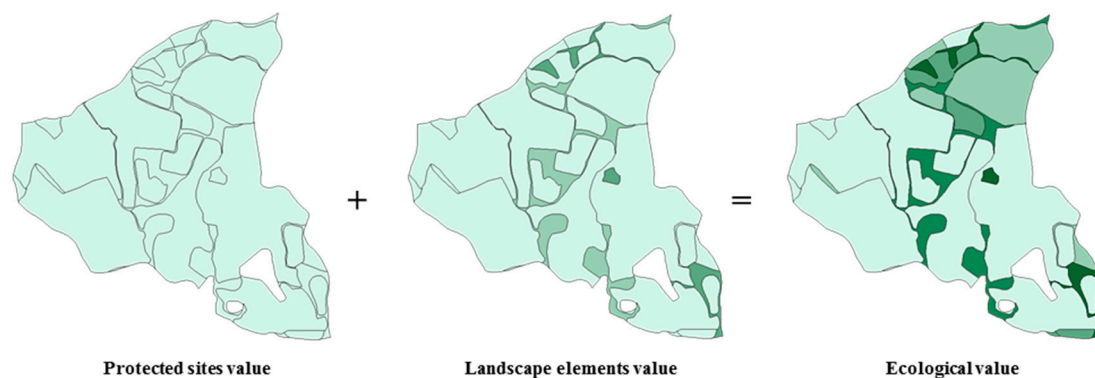 + =
Protected sites value Landscape elements value Ecological value